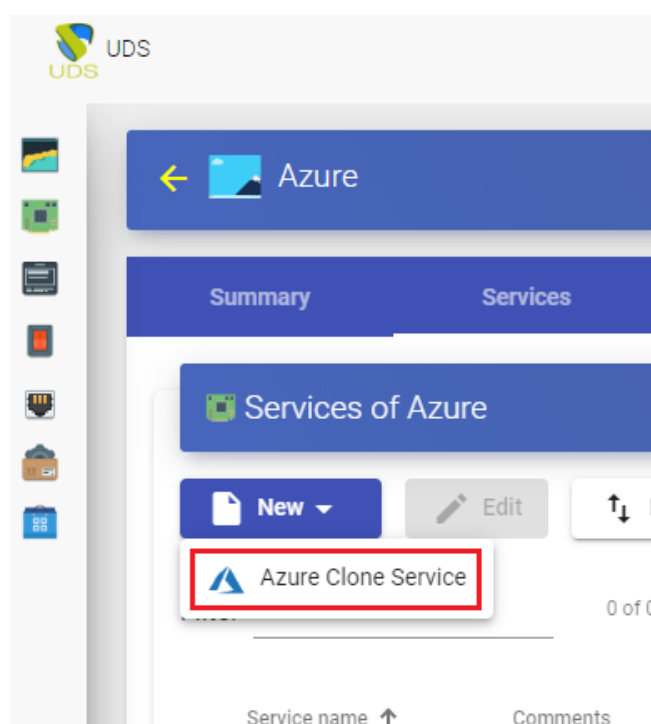 UDS
UDS
Azure
Summary Services
Services of Azure
New Edit
Azure Clone Service
0 of 0
Service name Comments